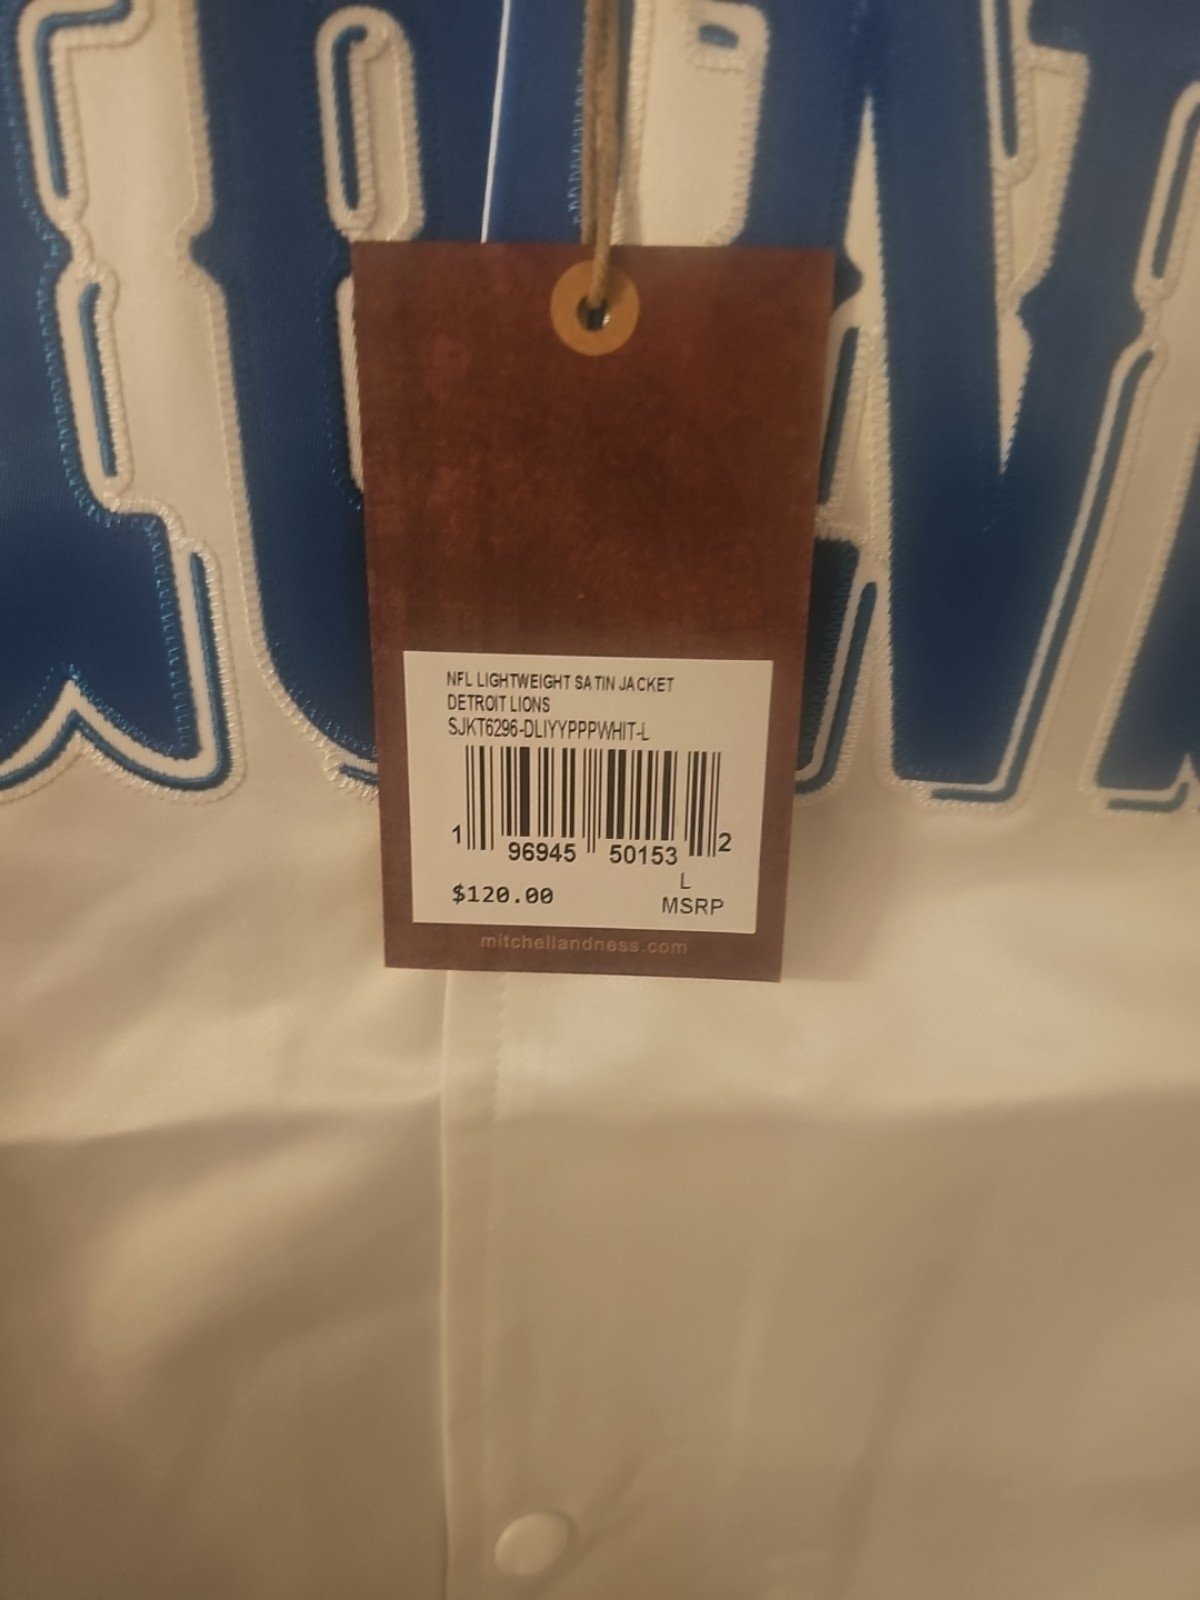 NFL LIGHTWEIGHT SATIN JACKET
DETROIT LIONS
SJKT6296-DLIYYPPPWHIT-L
1 96945 50153 2
L
$120.00 MSRP
mitchellandness.com